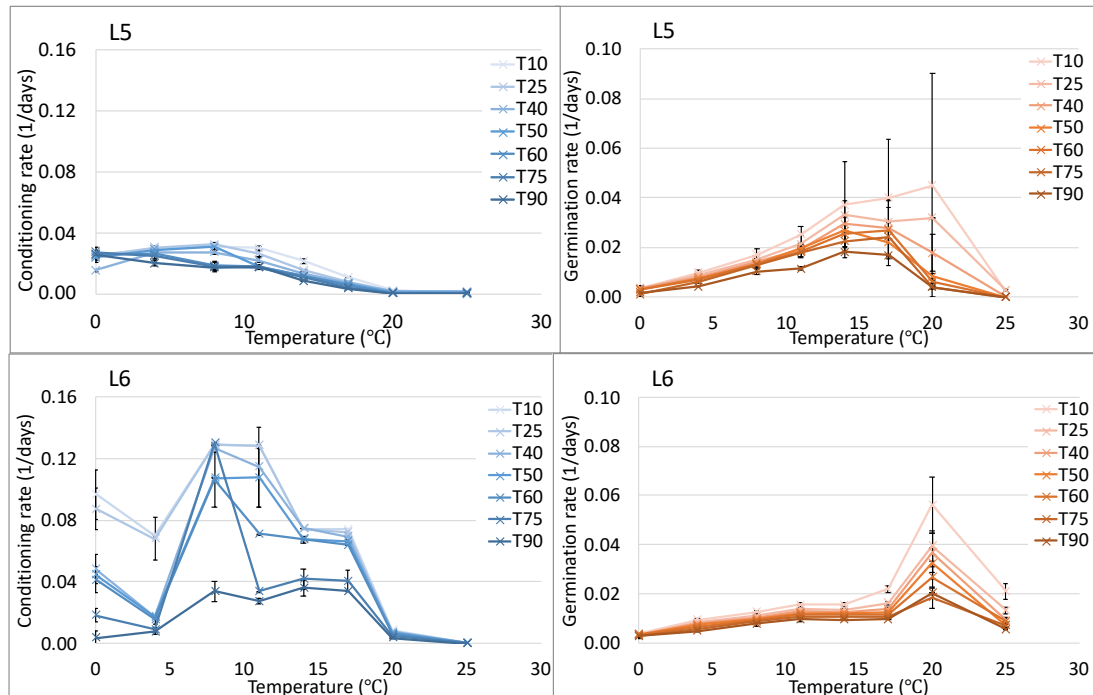 L5
Conditioning rate (1/days)
0.16
0.12
0.08
0.04
0.00
0
10
20
30
Temperature (°C)
T10
T25
T40
T50
T60
T75
T90
L5
Germination rate (1/days)
0.10
0.08
0.06
0.04
0.02
0.00
0
5
10
15
20
25
30
Temperature (°C)
T10
T25
T40
T50
T60
T75
T90
L6
Conditioning rate (1/days)
0.16
0.12
0.08
0.04
0.00
0
5
10
15
20
25
30
Temperature (°C)
T10
T25
T40
T50
T60
T75
T90
L6
Germination rate (1/days)
0.10
0.08
0.06
0.04
0.02
0.00
0
5
10
15
20
25
30
Temperature (°C)
T10
T25
T40
T50
T60
T75
T90